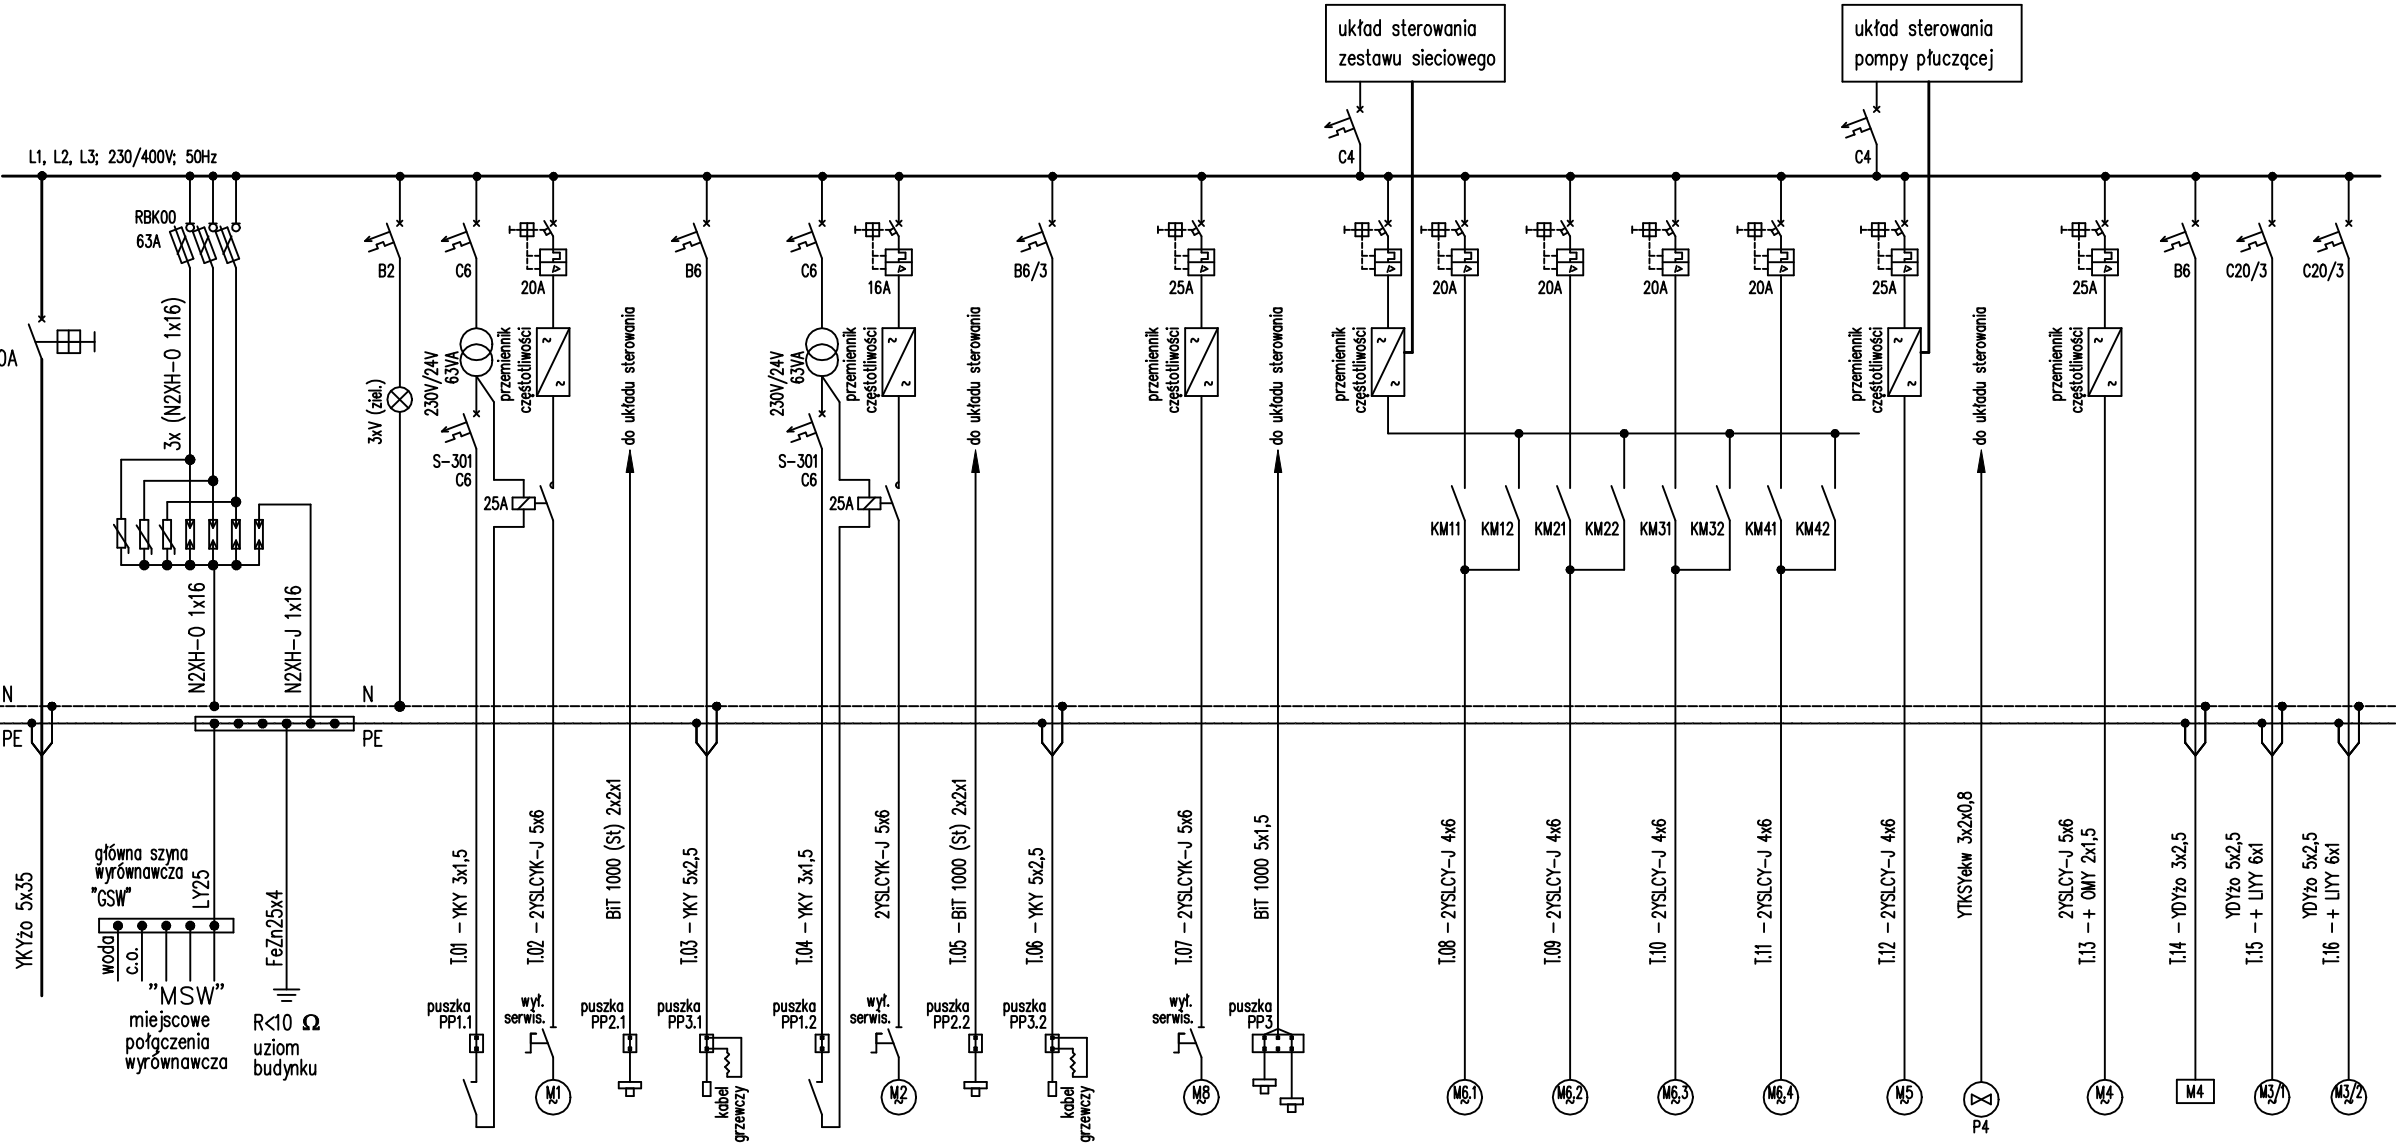 układ sterowania
zestawu sieciowego
układ sterowania
pompy płuczącej
C4
C4
L1, L2, L3; 230/400V; 50Hz
RBK00
63A
B2
C6
20A
B6
C6
16A
B6/3
25A
20A
20A
20A
20A
25A
25A
B6
C20/3
C20/3
0A
3x (N2XH-O 1x16)
3xV (ziel.)
230V/24V
63VA
przemiennik
częstotliwości
do układu sterowania
230V/24V
63VA
przemiennik
częstotliwości
do układu sterowania
przemiennik
częstotliwości
do układu sterowania
przemiennik
częstotliwości
przemiennik
częstotliwości
do układu sterowania
przemiennik
częstotliwości
S-301
C6
25A
S-301
C6
25A
KM11
KM12
KM21
KM22
KM31
KM32
KM41
KM42
N2XH-O 1x16
N2XH-J 1x16
N
N
PE
PE
YKYżo 5x35
główna szyna
wyrównawcza
"GSW"
LY25
FeZn25x4
woda
c.o.
"MSW"
miejscowe
połączenia
wyrównawcza
R<10 Ω
uziom
budynku
T.01 - YKY 3x1,5
T.02 - 2YSLCYK-J 5x6
BiT 1000 (St) 2x2x1
T.03 - YKY 5x2,5
T.04 - YKY 3x1,5
2YSLCYK-J 5x6
T.05 - BiT 1000 (St) 2x2x1
T.06 - YKY 5x2,5
T.07 - 2YSLCYK-J 5x6
BiT 1000 5x1,5
T.08 - 2YSLCY-J 4x6
T.09 - 2YSLCY-J 4x6
T.10 - 2YSLCY-J 4x6
T.11 - 2YSLCY-J 4x6
T.12 - 2YSLCY-J 4x6
YTKSYekw 3x2x0,8
2YSLCY-J 5x6
T.13 - + OMY 2x1,5
T.14 - YDYżo 3x2,5
YDYżo 5x2,5
T.15 - + LIYY 6x1
YDYżo 5x2,5
T.16 - + LIYY 6x1
puszka
PP1.1
wył.
serwis.
puszka
PP2.1
puszka
PP3.1
puszka
PP1.2
wył.
serwis.
puszka
PP2.2
puszka
PP3.2
wył.
serwis.
puszka
PP3
M1
kabel
grzewczy
M2
kabel
grzewczy
M8
M6.1
M6.2
M6.3
M6.4
M5
P4
M4
M4
M3/1
M3/2